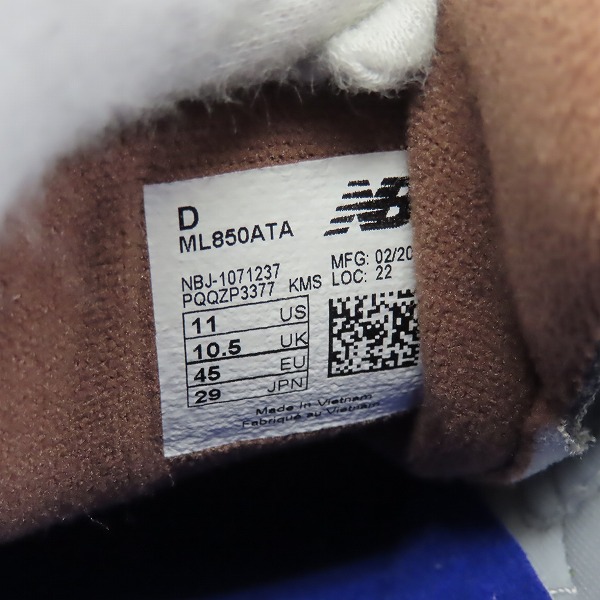 D
ML850ATA
NB
NBJ-1071237
PQQZP3377 KMS
MFG: 02/20
LOC: 22
11 US
10.5 UK
45 EU
29 JPN
Made in Vietnam
Fabriqué au Vietnam